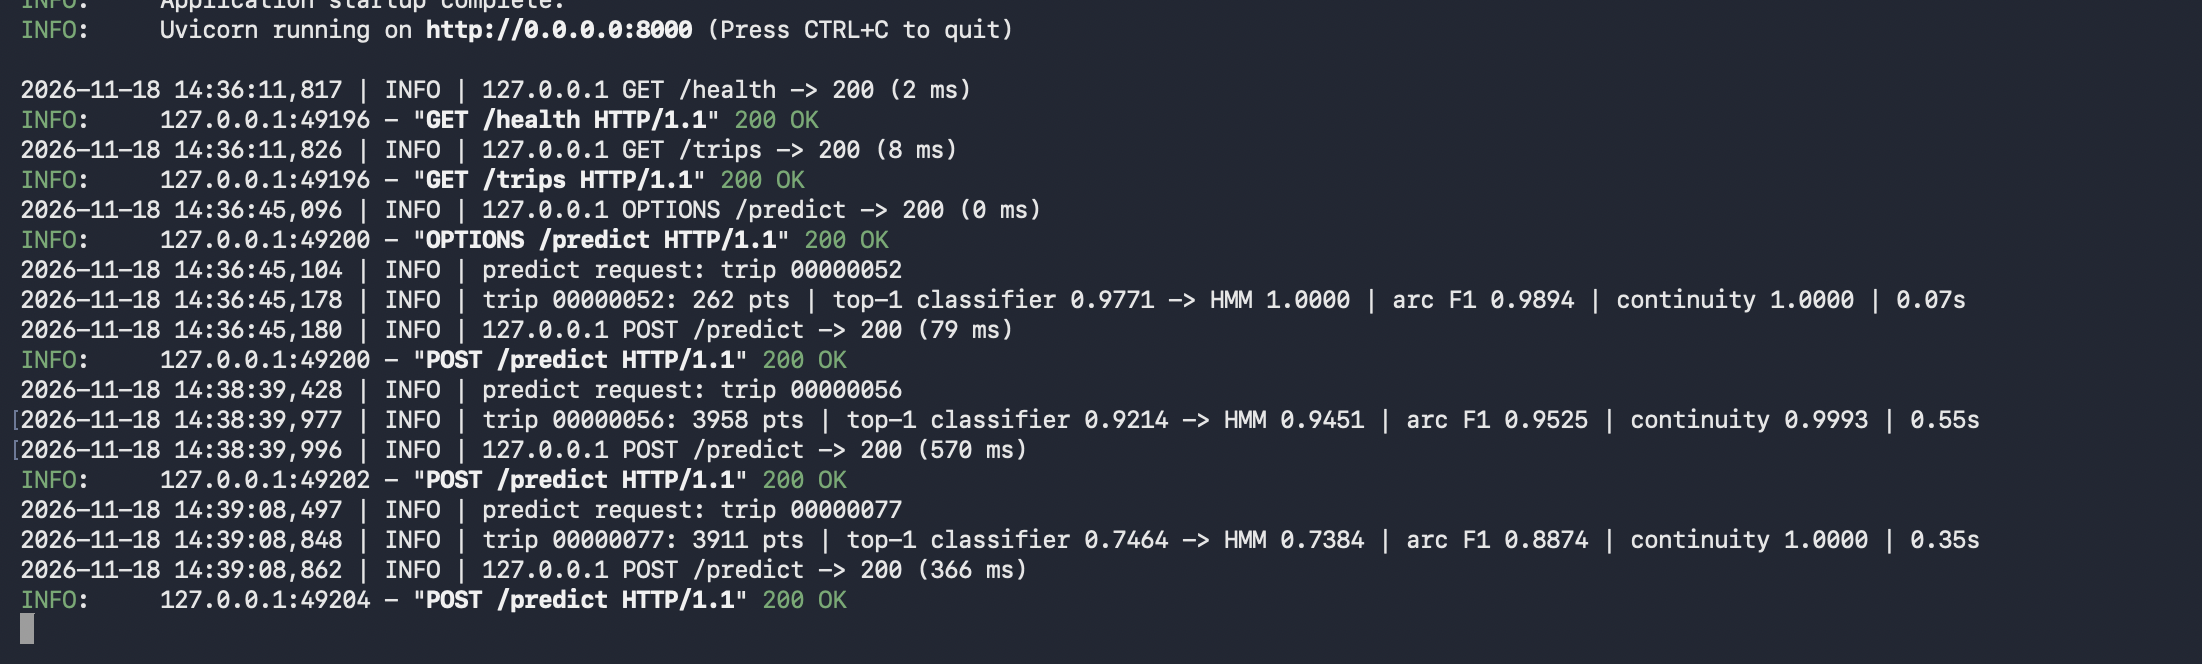 INFO:     Application startup complete.
INFO:     Uvicorn running on http://0.0.0.0:8000 (Press CTRL+C to quit)
2026-11-18 14:36:11,817 | INFO | 127.0.0.1 GET /health -> 200 (2 ms)
INFO:     127.0.0.1:49196 - "GET /health HTTP/1.1" 200 OK
2026-11-18 14:36:11,826 | INFO | 127.0.0.1 GET /trips -> 200 (8 ms)
INFO:     127.0.0.1:49196 - "GET /trips HTTP/1.1" 200 OK
2026-11-18 14:36:45,096 | INFO | 127.0.0.1 OPTIONS /predict -> 200 (0 ms)
INFO:     127.0.0.1:49200 - "OPTIONS /predict HTTP/1.1" 200 OK
2026-11-18 14:36:45,104 | INFO | predict request: trip 00000052
2026-11-18 14:36:45,178 | INFO | trip 00000052: 262 pts | top-1 classifier 0.9771 -> HMM 1.0000 | arc F1 0.9894 | continuity 1.0000 | 0.07s
2026-11-18 14:36:45,180 | INFO | 127.0.0.1 POST /predict -> 200 (79 ms)
INFO:     127.0.0.1:49200 - "POST /predict HTTP/1.1" 200 OK
2026-11-18 14:38:39,428 | INFO | predict request: trip 00000056
[2026-11-18 14:38:39,977 | INFO | trip 00000056: 3958 pts | top-1 classifier 0.9214 -> HMM 0.9451 | arc F1 0.9525 | continuity 0.9993 | 0.55s
[2026-11-18 14:38:39,996 | INFO | 127.0.0.1 POST /predict -> 200 (570 ms)
INFO:     127.0.0.1:49202 - "POST /predict HTTP/1.1" 200 OK
2026-11-18 14:39:08,497 | INFO | predict request: trip 00000077
2026-11-18 14:39:08,848 | INFO | trip 00000077: 3911 pts | top-1 classifier 0.7464 -> HMM 0.7384 | arc F1 0.8874 | continuity 1.0000 | 0.35s
2026-11-18 14:39:08,862 | INFO | 127.0.0.1 POST /predict -> 200 (366 ms)
INFO:     127.0.0.1:49204 - "POST /predict HTTP/1.1" 200 OK